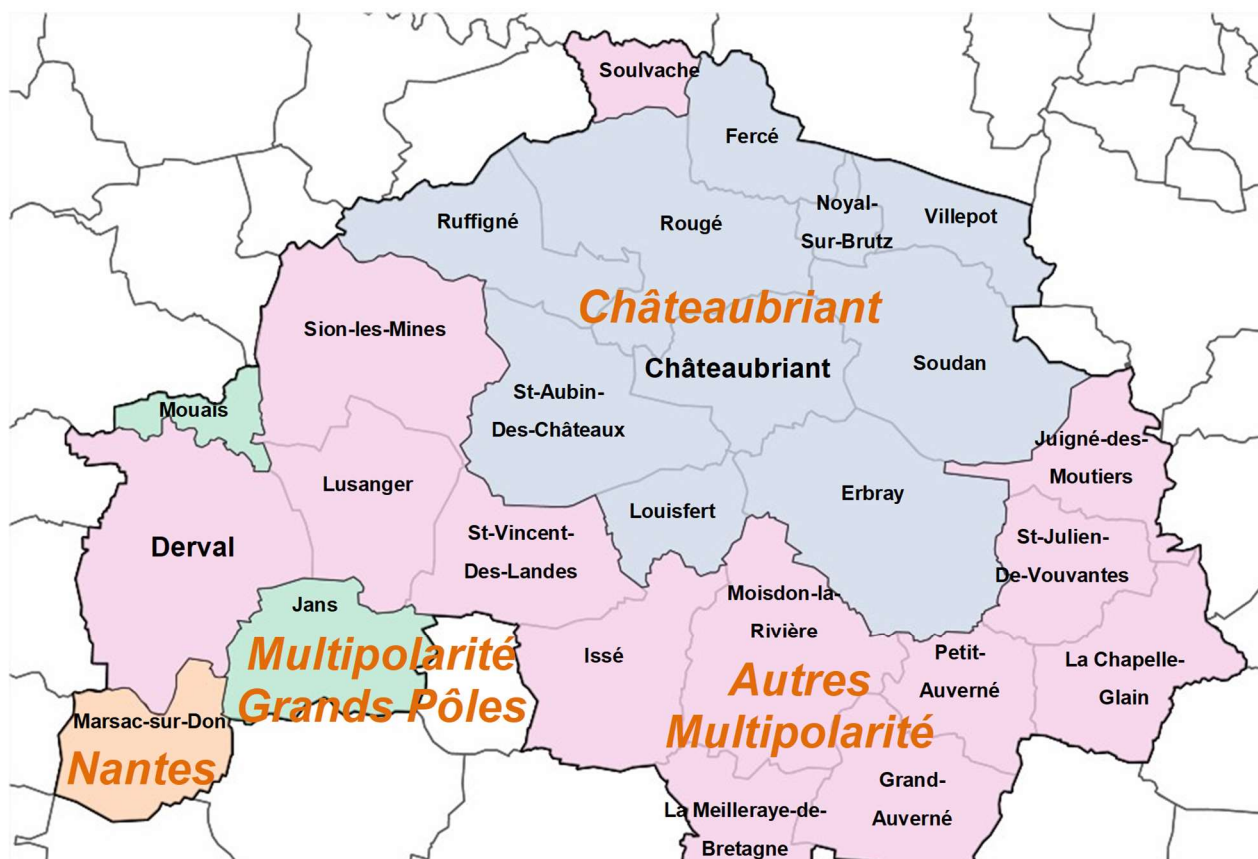 Soulvache
Fercé
Ruffigné
Rougé
Noyal-
Sur-Brutz
Villepot
Châteaubriant
Sion-les-Mines
Châteaubriant
Soudan
St-Aubin-
Des-Châteaux
Mouais
Juigné-des-
Moutiers
Lusanger
Erbray
Louisfert
Derval
St-Vincent-
Des-Landes
St-Julien-
De-Vouvantes
Jans
Moisdon-la-
Rivière
Multipolarité
Grands Pôles
Issé
Petit-
Auverné
La Chapelle-
Glain
Autres
Multipolarité
Marsac-sur-Don
Nantes
Grand-
Auverné
La Meilleraye-de-
Bretagne